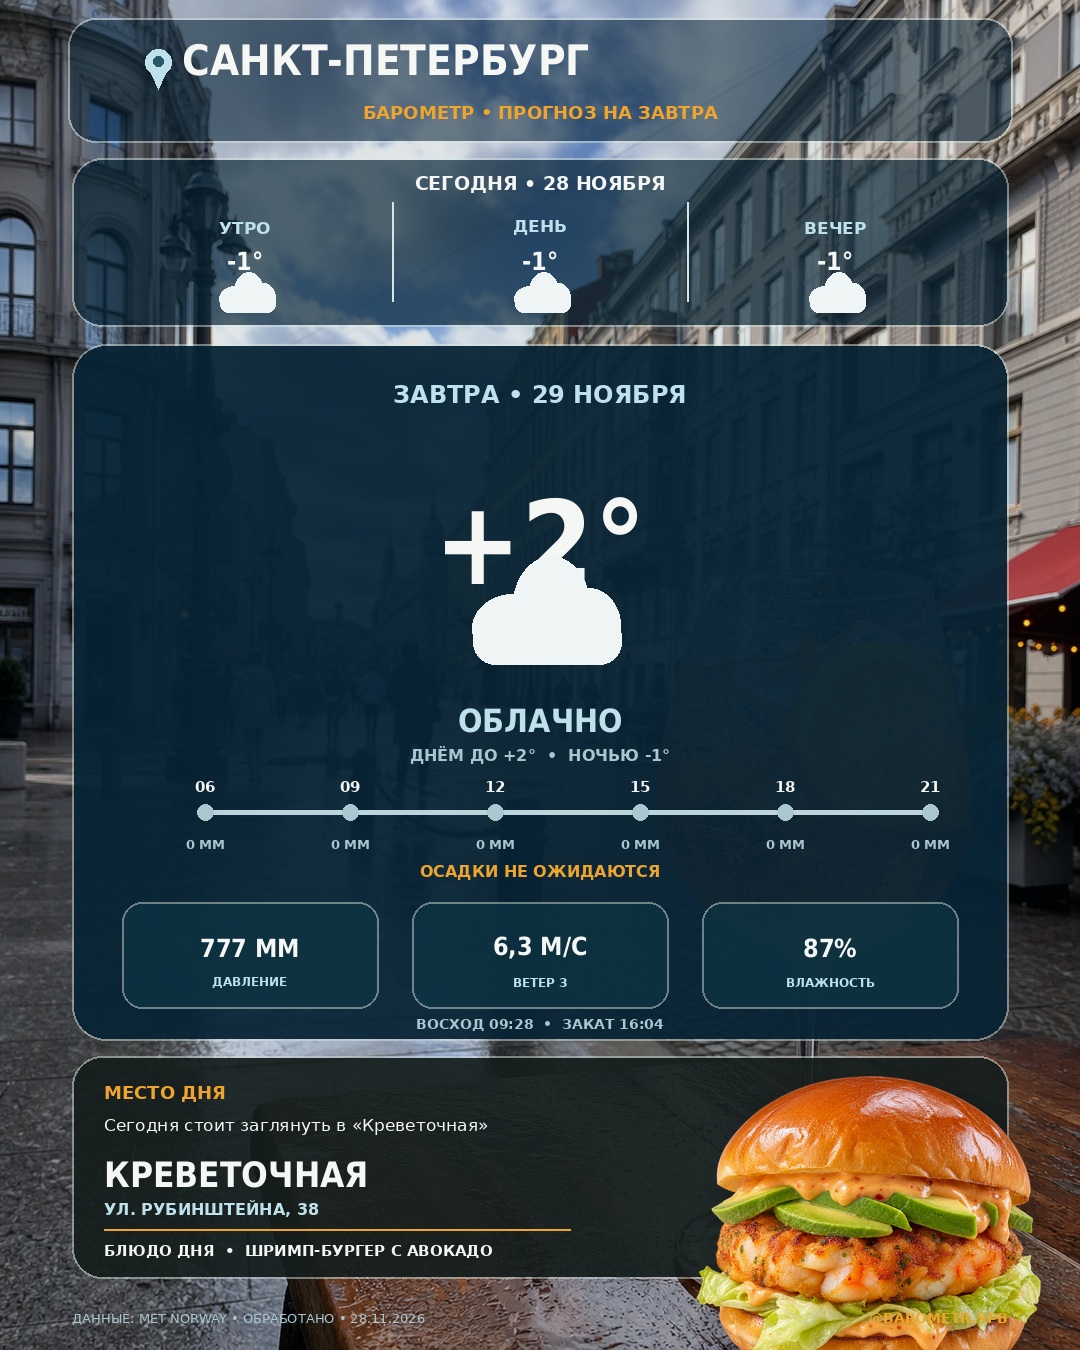 САНКТ-ПЕТЕРБУРГ
БАРОМЕТР • ПРОГНОЗ НА ЗАВТРА
СЕГОДНЯ • 28 НОЯБРЯ
УТРО ДЕНЬ ВЕЧЕР
-1° -1° -1°
ЗАВТРА • 29 НОЯБРЯ
+2°
ОБЛАЧНО
ДНЁМ ДО +2° • НОЧЬЮ -1°
06 09 12 15 18 21
0 ММ 0 ММ 0 ММ 0 ММ 0 ММ 0 ММ
ОСАДКИ НЕ ОЖИДАЮТСЯ
777 ММ 6,3 М/С 87%
ДАВЛЕНИЕ ВЕТЕР З ВЛАЖНОСТЬ
ВОСХОД 09:28 • ЗАКАТ 16:04
МЕСТО ДНЯ
Сегодня стоит заглянуть в «Креветочная»
КРЕВЕТОЧНАЯ
УЛ. РУБИНШТЕЙНА, 38
БЛЮДО ДНЯ • ШРИМП-БУРГЕР С АВОКАДО
ДАННЫЕ: MET NORWAY • ОБРАБОТАНО • 28.11.2026